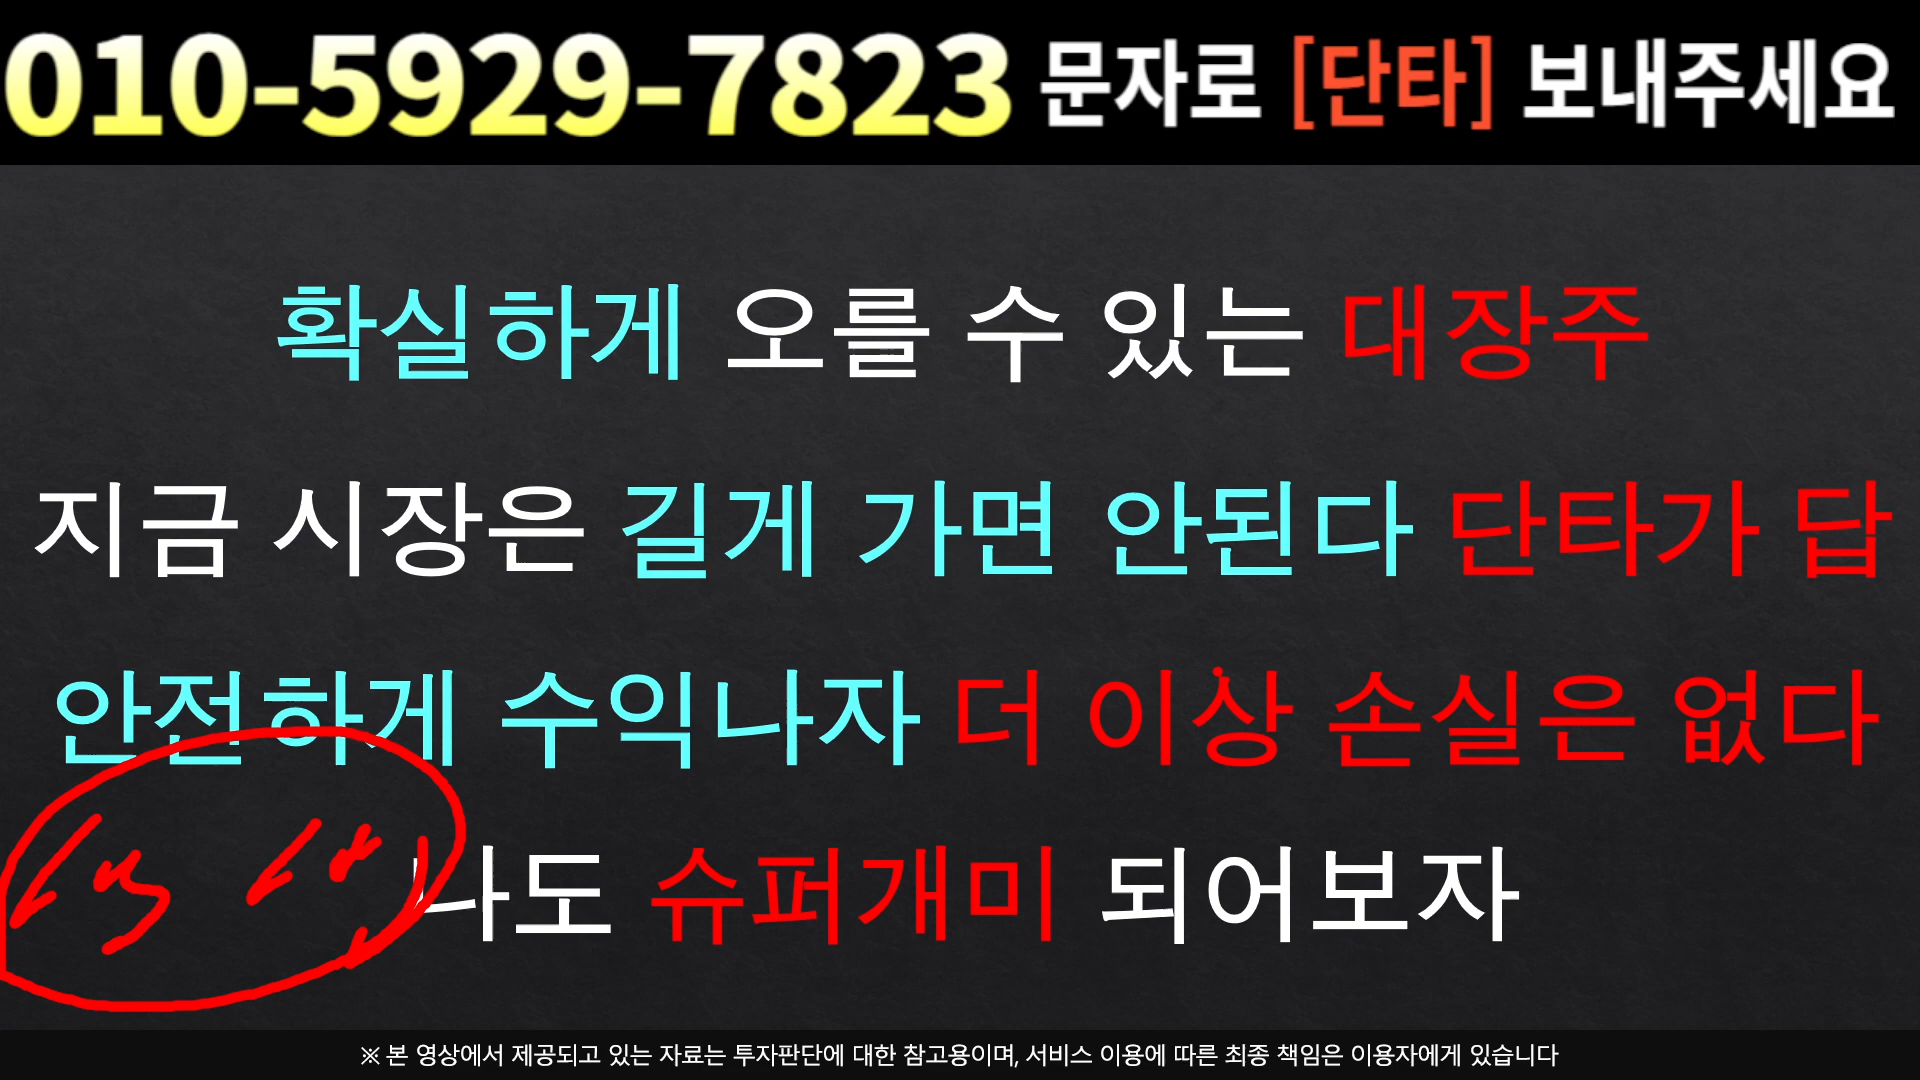 010-5929-7823 문자로 [단타] 보내주세요
확실하게 오를 수 있는 대장주
지금 시장은 길게 가면 안된다 단타가 답
안전하게 수익나자 더 이상 손실은 없다
나도 슈퍼개미 되어보자
※ 본 영상에서 제공되고 있는 자료는 투자판단에 대한 참고용이며, 서비스 이용에 따른 최종 책임은 이용자에게 있습니다